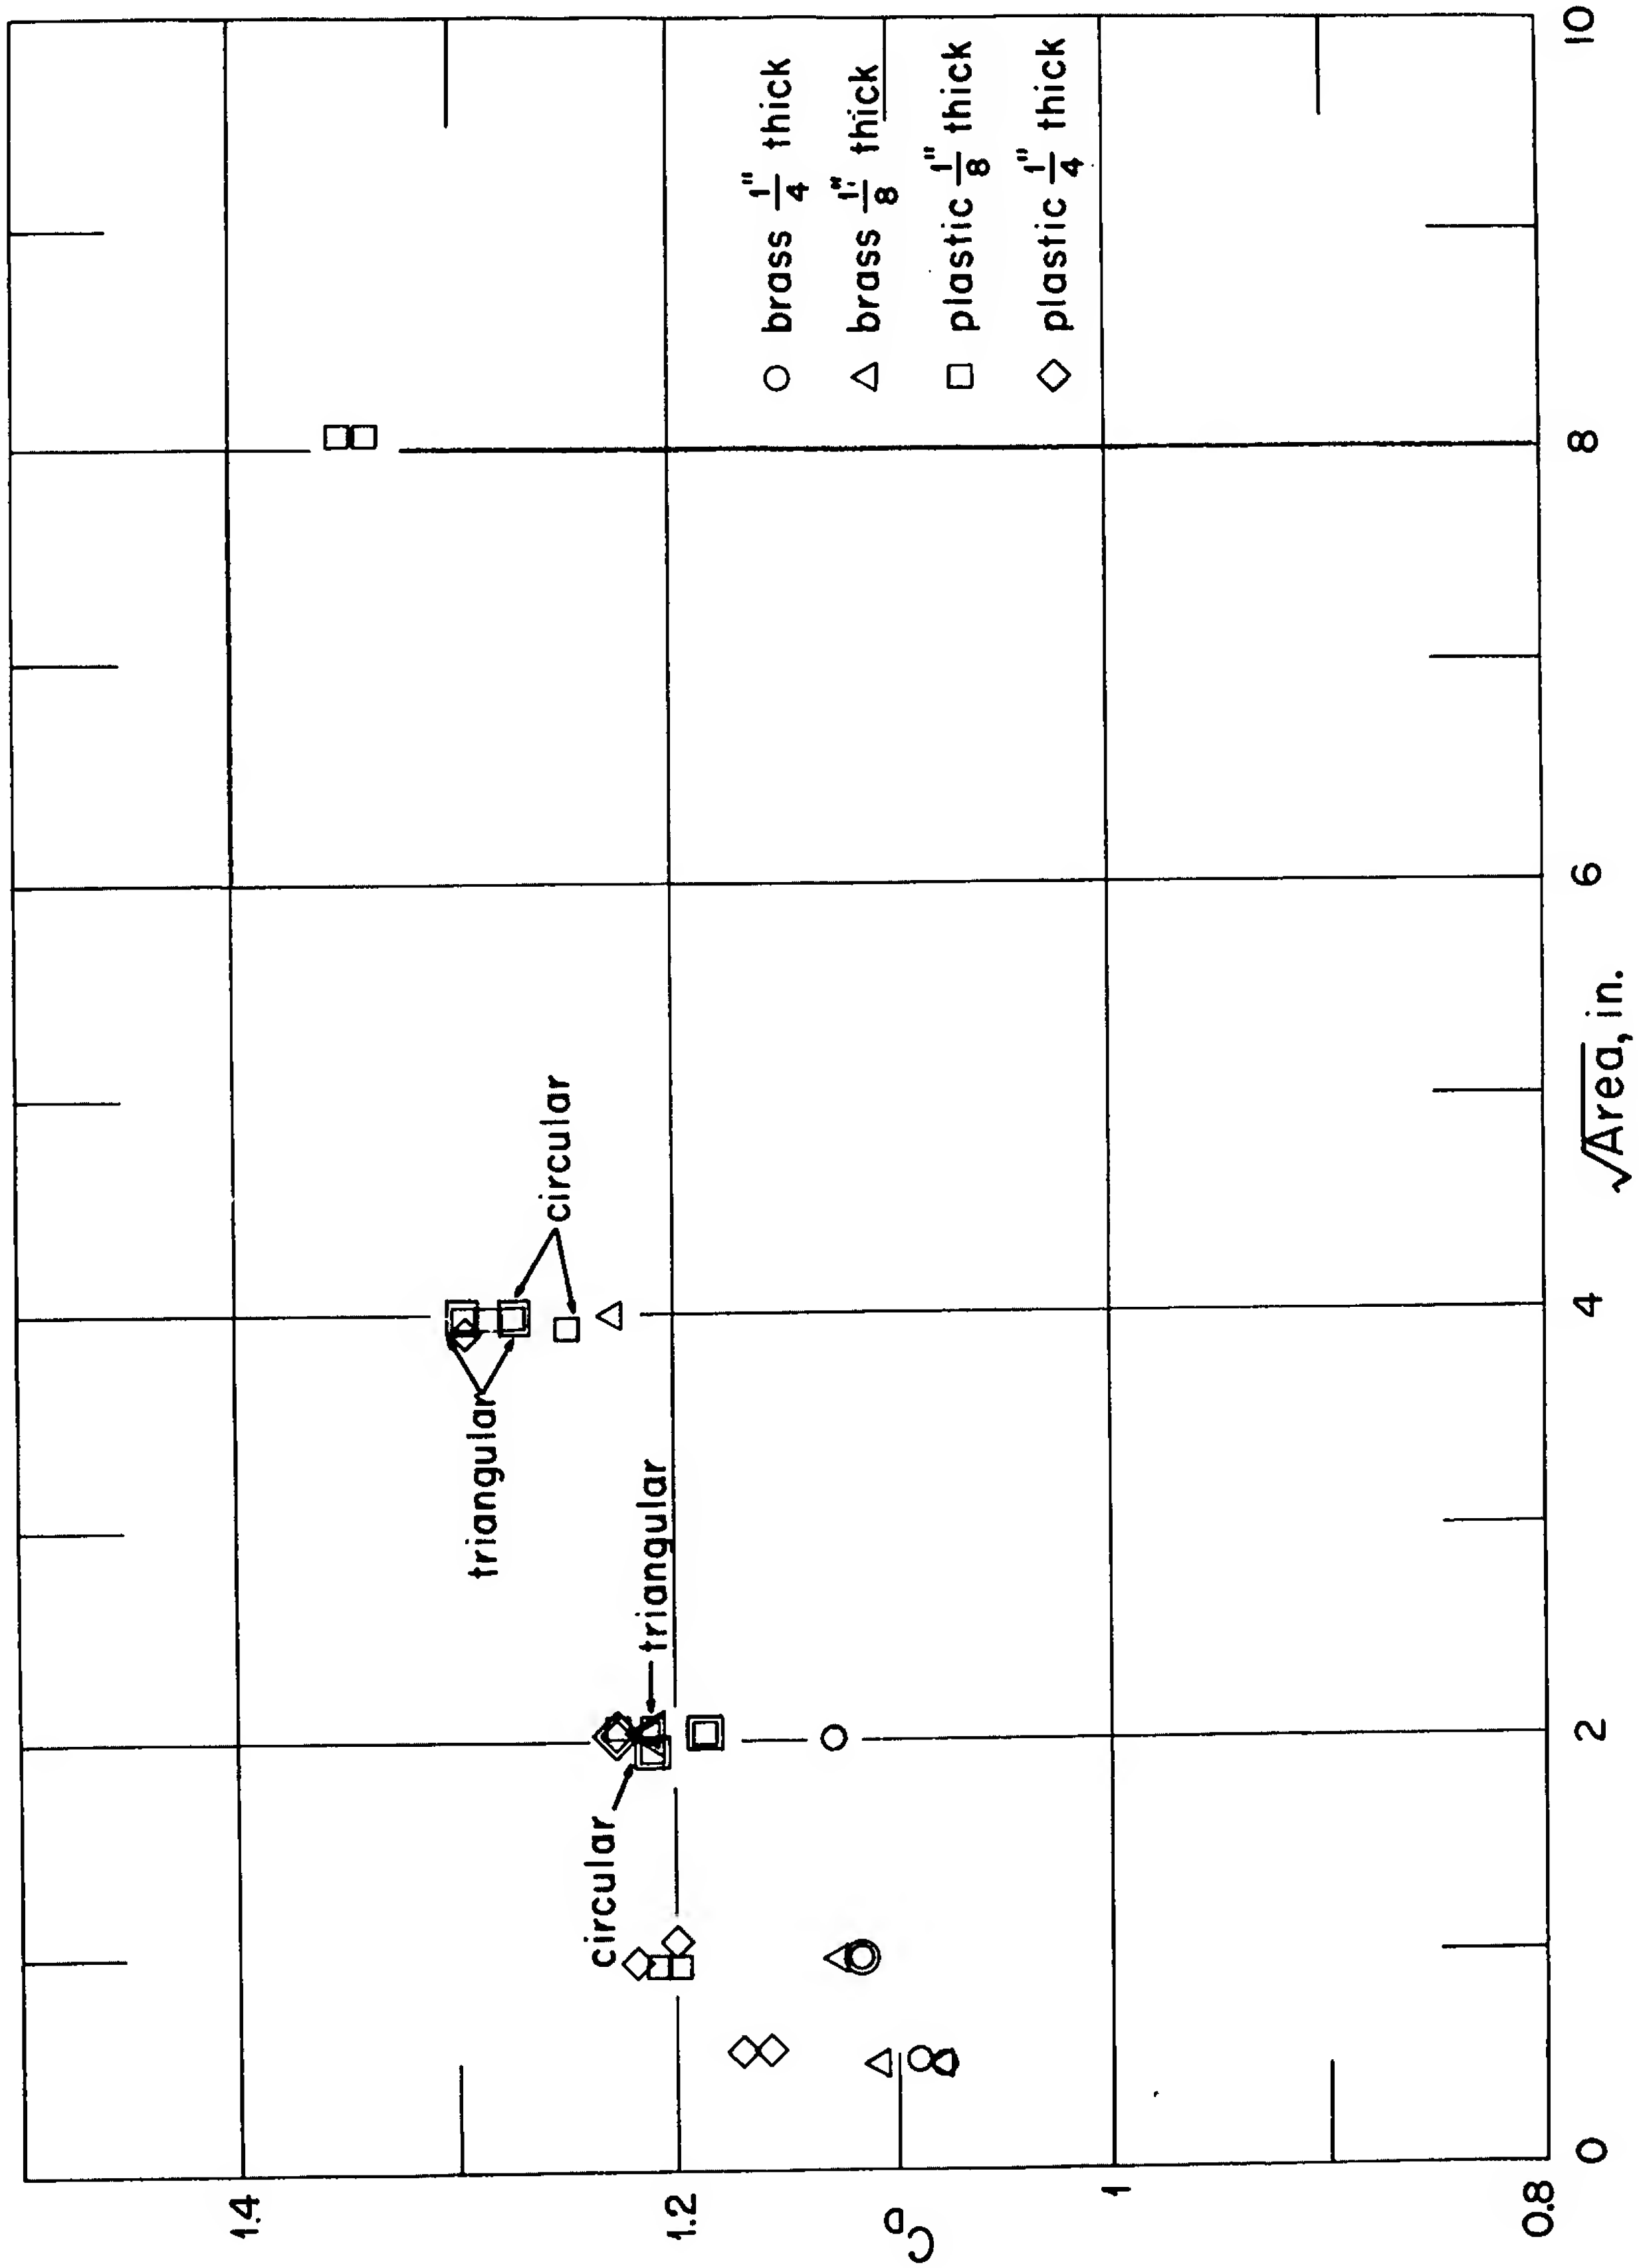 1.4
1.2
C_D
1
0.8
0
2
4
6
8
10
√Area, in.
circular
triangular
triangular
circular
○ brass 1/4" thick
△ brass 1/8" thick
□ plastic 1/8" thick
◇ plastic 1/4" thick